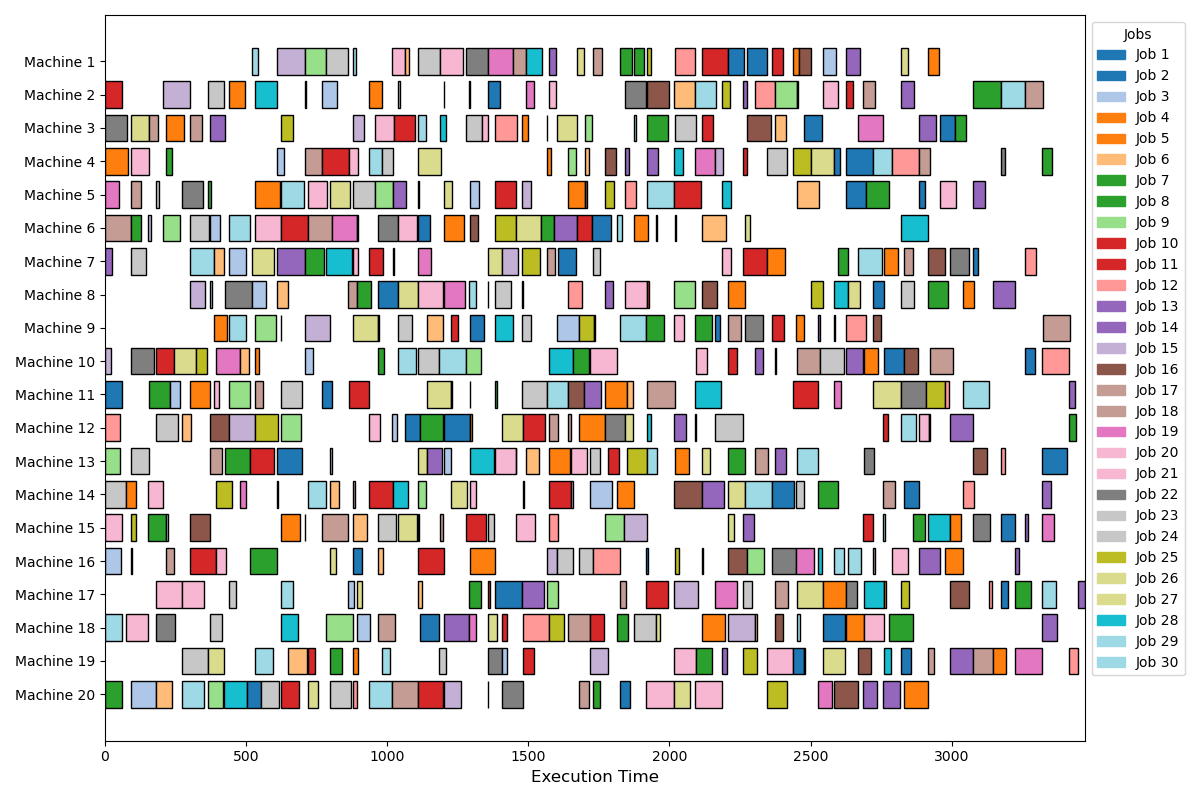 Machine 1
Machine 2
Machine 3
Machine 4
Machine 5
Machine 6
Machine 7
Machine 8
Machine 9
Machine 10
Machine 11
Machine 12
Machine 13
Machine 14
Machine 15
Machine 16
Machine 17
Machine 18
Machine 19
Machine 20
0 500 1000 1500 2000 2500 3000
Execution Time
Jobs
Job 1
Job 2
Job 3
Job 4
Job 5
Job 6
Job 7
Job 8
Job 9
Job 10
Job 11
Job 12
Job 13
Job 14
Job 15
Job 16
Job 17
Job 18
Job 19
Job 20
Job 21
Job 22
Job 23
Job 24
Job 25
Job 26
Job 27
Job 28
Job 29
Job 30